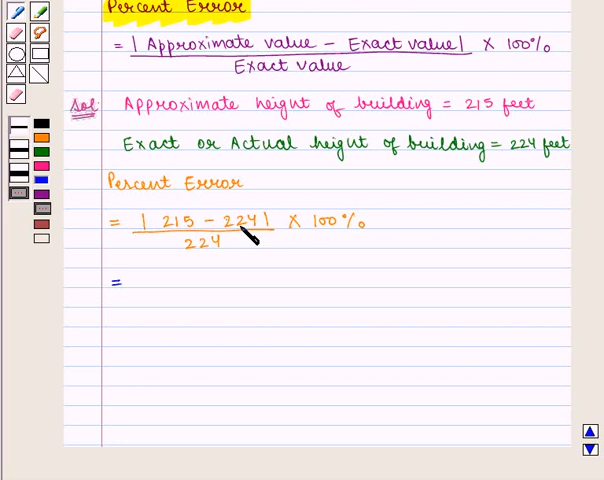 Percent Error
= | Approximate value - Exact value | × 100%
Exact value
Sol: Approximate height of building = 215 feet
Exact or Actual height of building = 224 feet
Percent Error
= | 215 - 224 | × 100%
224
=